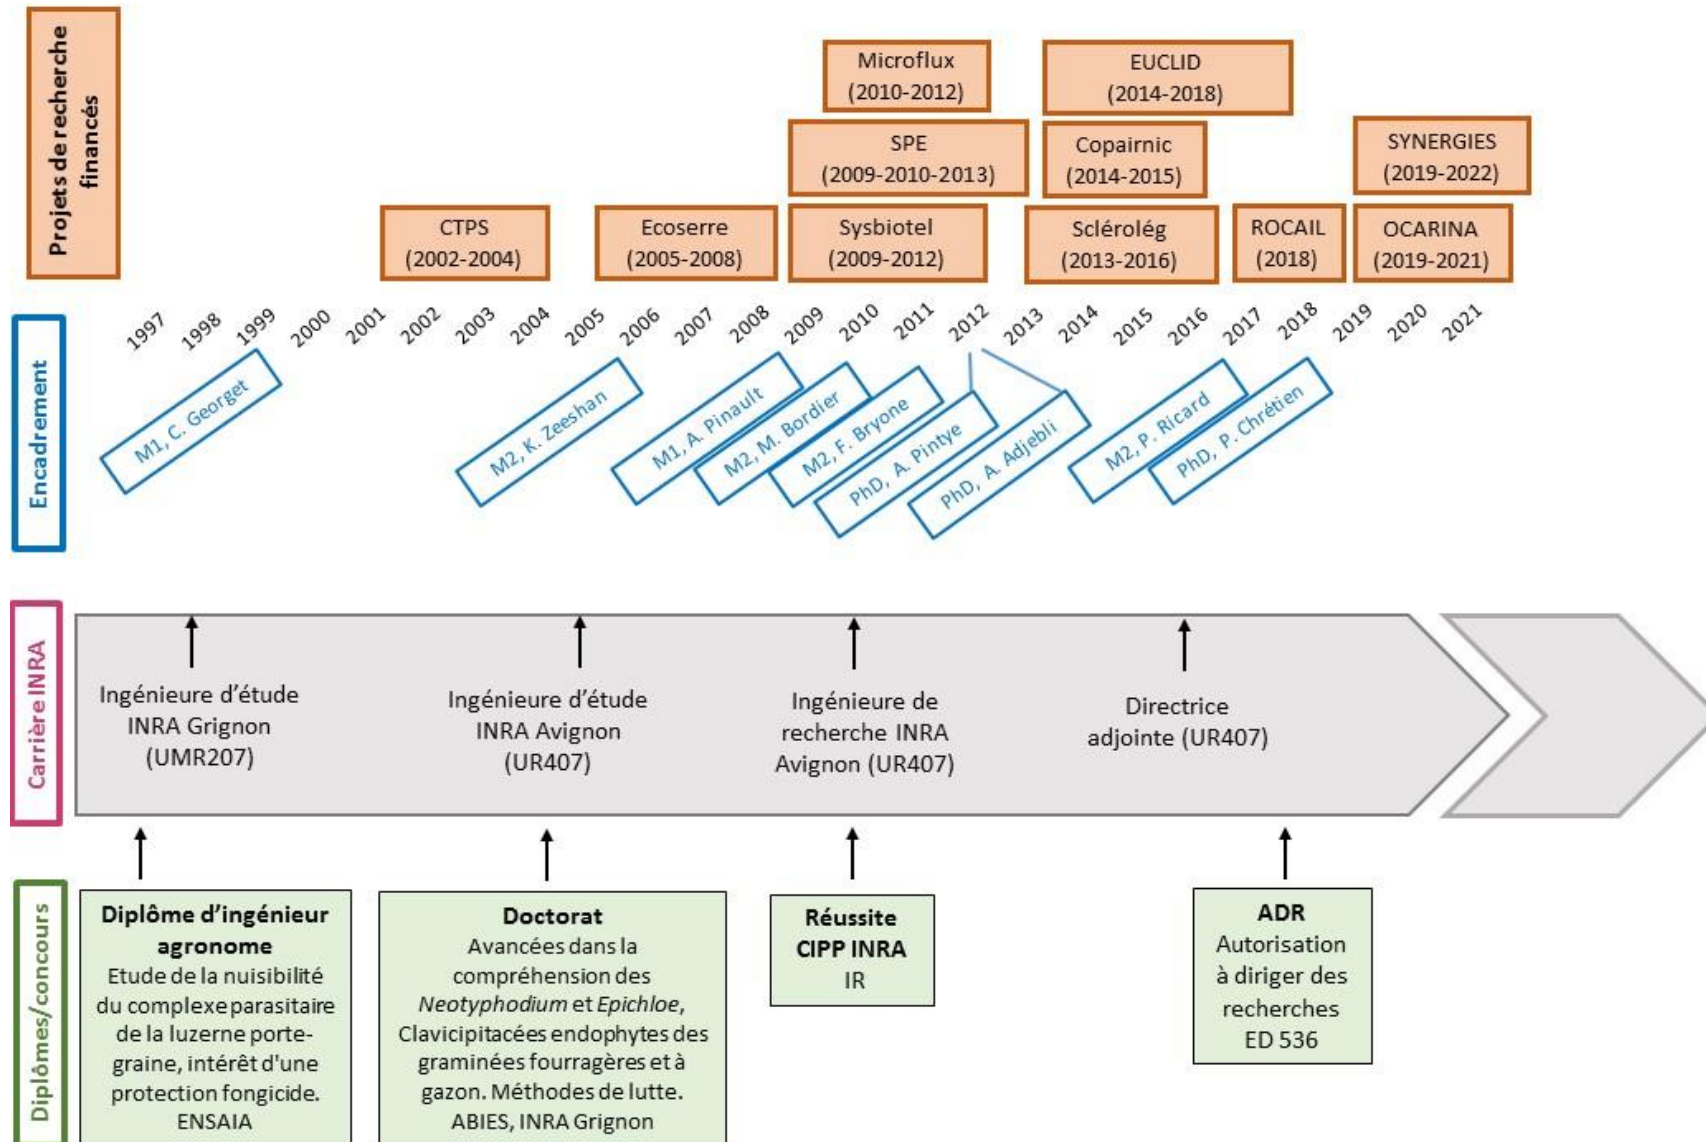 Projets de recherche
financés
Microflux
(2010-2012)
EUCLID
(2014-2018)
SPE
(2009-2010-2013)
Copairnic
(2014-2015)
SYNERGIES
(2019-2022)
CTPS
(2002-2004)
Ecoserre
(2005-2008)
Sysbiotel
(2009-2012)
Sclérolég
(2013-2016)
ROCAIL
(2018)
OCARINA
(2019-2021)
1997
1998
1999
2000
2001
2002
2003
2004
2005
2006
2007
2008
2009
2010
2011
2012
2013
2014
2015
2016
2017
2018
2019
2020
2021
Encadrement
M1, C. Georget
M2, K. Zeeshan
M1, A. Pinault
M2, M. Bordier
M2, F. Bryone
PhD, A. Pintye
PhD, A. Adjebli
M2, P. Ricard
PhD, P. Chrétien
Carrière INRA
Ingénieure d’étude
INRA Grignon
(UMR207)
Ingénieure d’étude
INRA Avignon
(UR407)
Ingénieure de
recherche INRA
Avignon (UR407)
Directrice
adjointe (UR407)
Diplômes/concours
Diplôme d’ingénieur
agronome
Etude de la nuisibilité
du complexe parasitaire
de la luzerne porte-
graine, intérêt d'une
protection fongicide.
ENSAIA
Doctorat
Avancées dans la
compréhension des
Neotyphodium et Epichloe,
Clavicipitacées endophytes des
graminées fourragères et à
gazon. Méthodes de lutte.
ABIES, INRA Grignon
Réussite
CIPP INRA
IR
ADR
Autorisation
à diriger des
recherches
ED 536